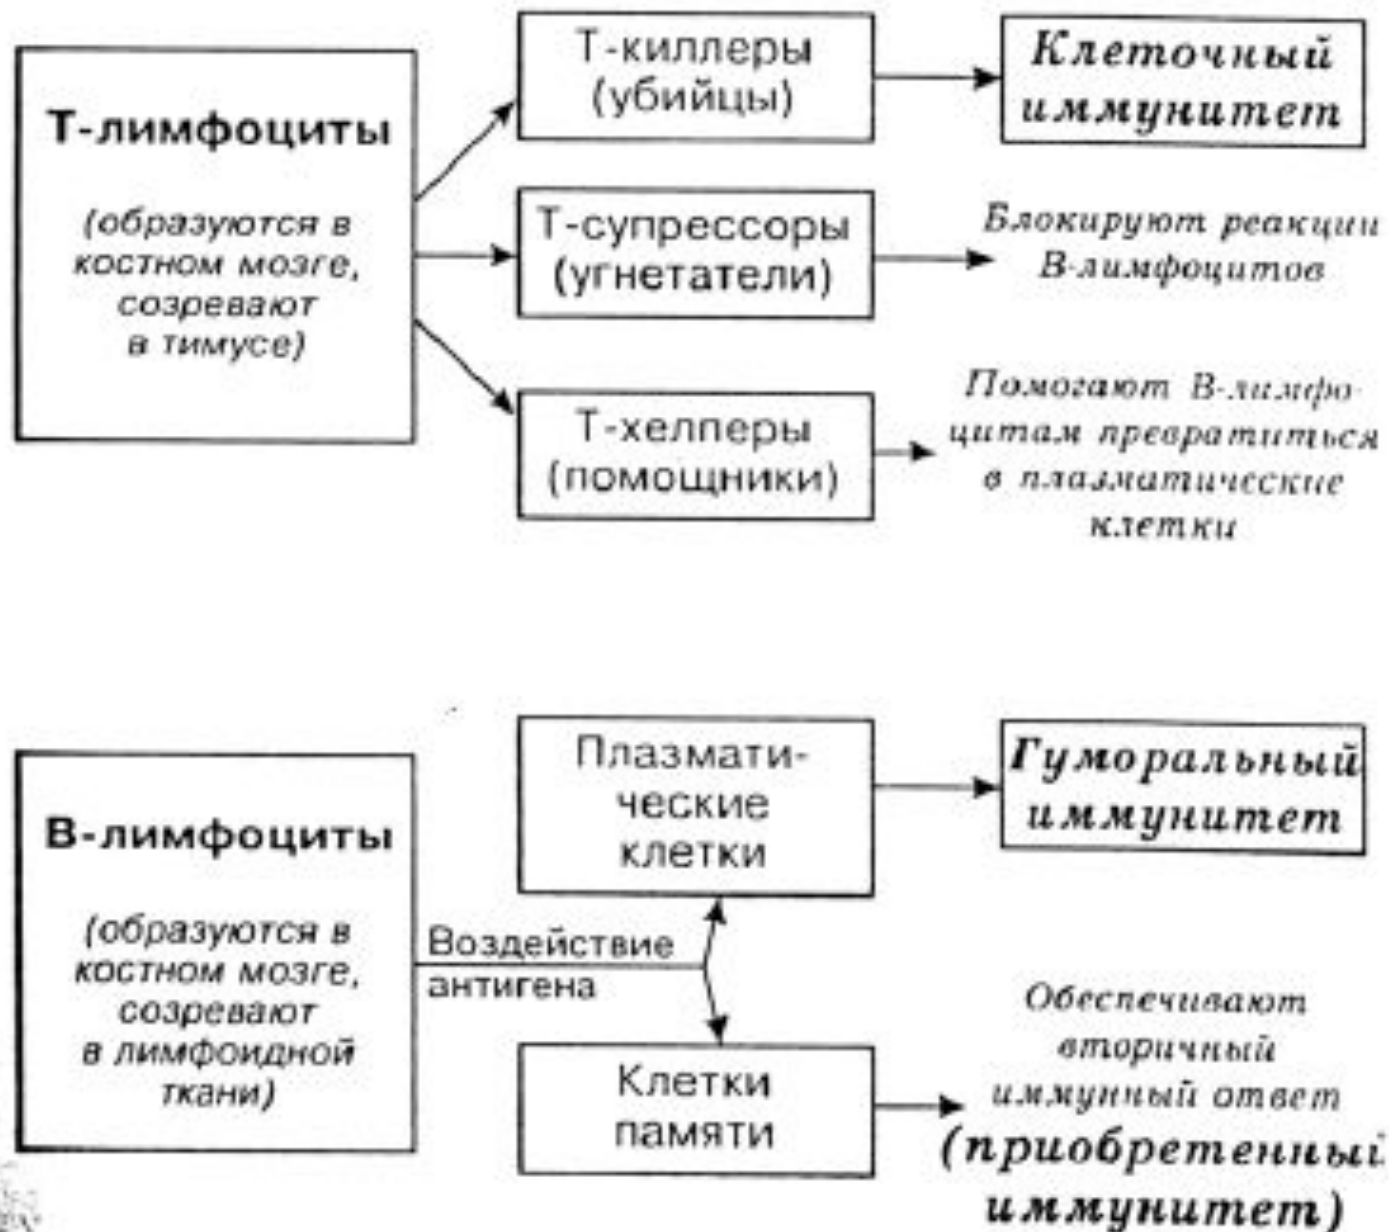 Т-лимфоциты
(образуются в
костном мозге,
созревают
в тимусе)
Т-киллеры
(убийцы)
Клеточный
иммунитет
Т-супрессоры
(угнетатели)
Блокируют реакции
В-лимфоцитов
Т-хелперы
(помощники)
Помогают В-лимфо-
цитам превратиться
в плазматические
клетки
В-лимфоциты
(образуются в
костном мозге,
созревают
в лимфоидной
ткани)
Воздействие
антигена
Плазмати-
ческие
клетки
Гуморальный
иммунитет
Клетки
памяти
Обеспечивают
вторичный
иммунный ответ
(приобретенный
иммунитет)